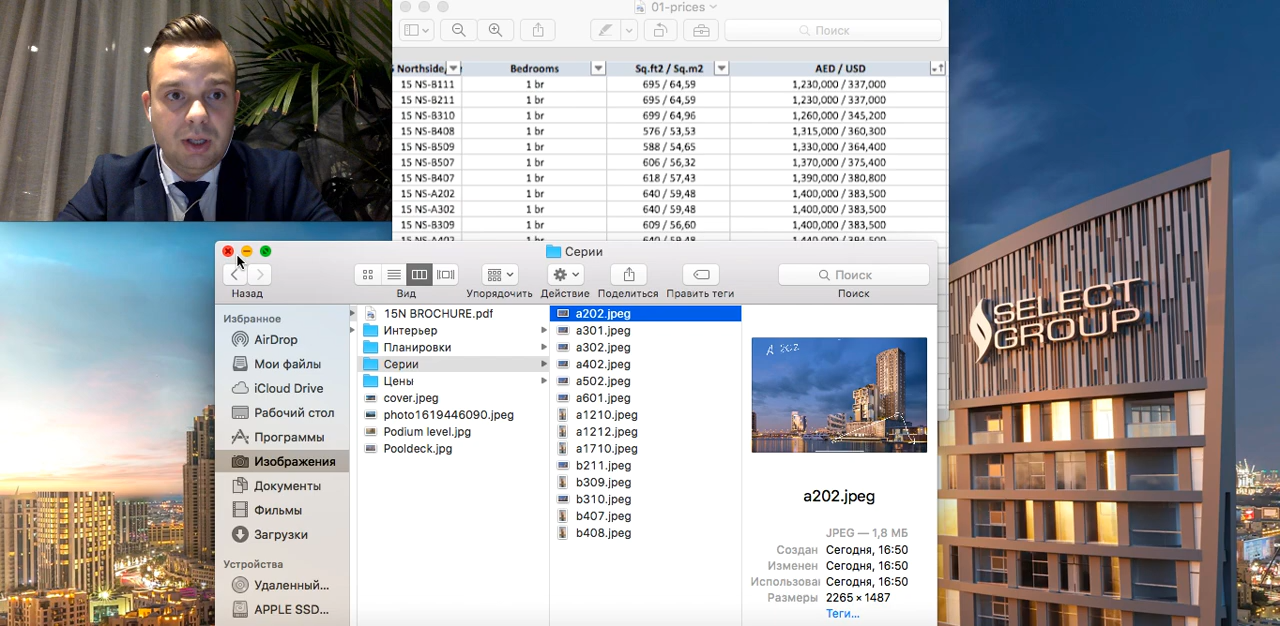 01-prices
Поиск
Northside,
Bedrooms
Sq.ft2 / Sq.m2
AED / USD
15 NS-B111 1 br 695 / 64,59 1,230,000 / 337,000
15 NS-B211 1 br 695 / 64,59 1,230,000 / 337,000
15 NS-B310 1 br 699 / 64,96 1,260,000 / 345,200
15 NS-B408 1 br 576 / 53,53 1,315,000 / 360,300
15 NS-B509 1 br 588 / 54,65 1,330,000 / 364,400
15 NS-B507 1 br 606 / 56,32 1,370,000 / 375,400
15 NS-B407 1 br 618 / 57,43 1,390,000 / 380,800
15 NS-A202 1 br 640 / 59,48 1,400,000 / 383,500
15 NS-A302 1 br 640 / 59,48 1,400,000 / 383,500
15 NS-B309 1 br 609 / 56,60 1,400,000 / 383,500
Серии
Поиск
Назад
Вид
Упорядочить
Действие
Поделиться
Править теги
Поиск
Избранное
AirDrop
Мои файлы
iCloud Drive
Рабочий стол
Программы
Изображения
Документы
Фильмы
Загрузки
Устройства
Удаленный...
APPLE SSD...
15N BROCHURE.pdf
Интерьер
Планировки
Серии
Цены
cover.jpeg
photo1619446090.jpeg
Podium level.jpg
Pooldeck.jpg
a202.jpeg
a301.jpeg
a302.jpeg
a402.jpeg
a502.jpeg
a601.jpeg
a1210.jpeg
a1212.jpeg
a1710.jpeg
b211.jpeg
b309.jpeg
b310.jpeg
b407.jpeg
b408.jpeg
a202.jpeg
JPEG — 1,8 МБ
Создан Сегодня, 16:50
Изменен Сегодня, 16:50
Использован Сегодня, 16:50
Размеры 2265 × 1487
Теги...
SELECT
GROUP